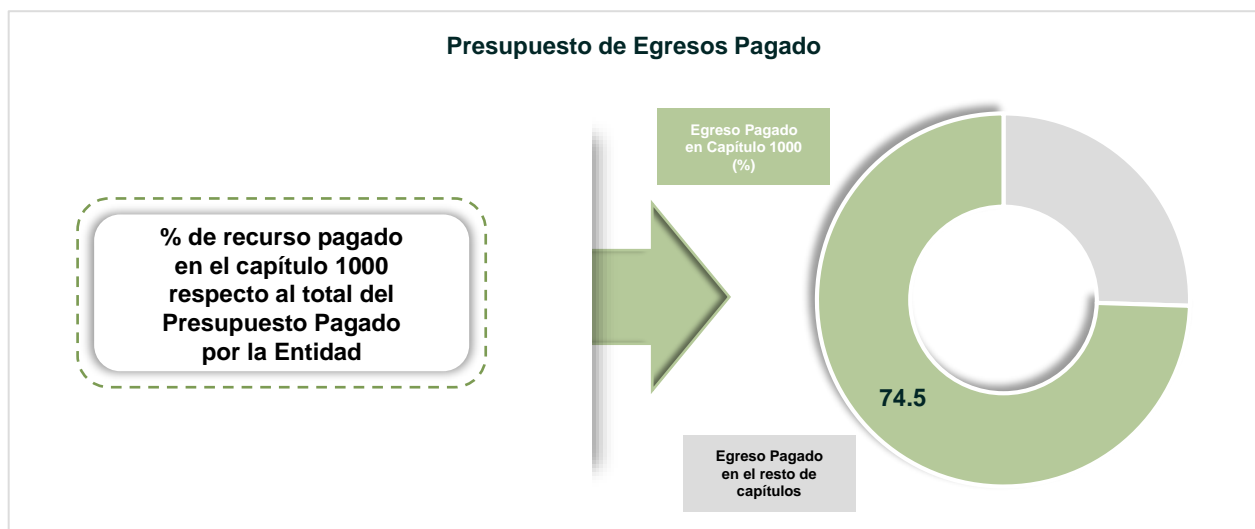 Presupuesto de Egresos Pagado
Egreso Pagado
en Capítulo 1000
(%)
% de recurso pagado
en el capítulo 1000
respecto al total del
Presupuesto Pagado
por la Entidad
74.5
Egreso Pagado
en el resto de
capítulos